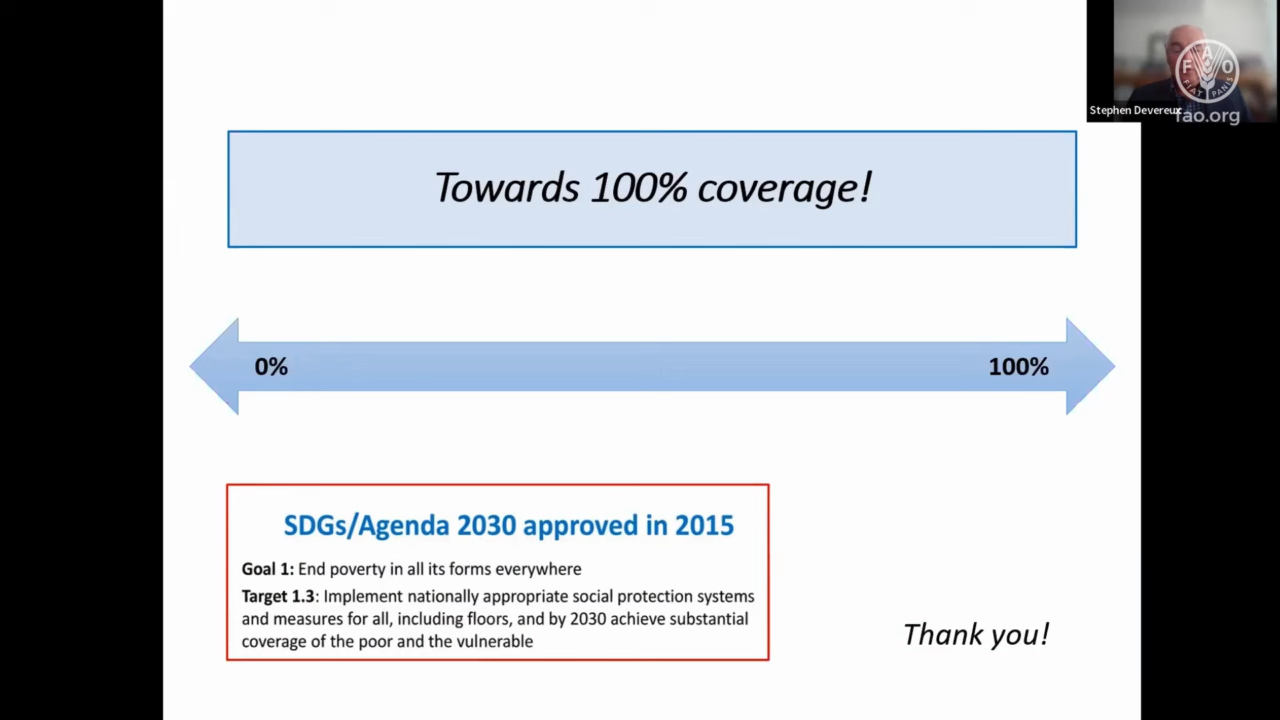 Towards 100% coverage!
0%
100%
SDGs/Agenda 2030 approved in 2015
Goal 1: End poverty in all its forms everywhere
Target 1.3: Implement nationally appropriate social protection systems
and measures for all, including floors, and by 2030 achieve substantial
coverage of the poor and the vulnerable
Thank you!
Stephen Devereux
F A O
FIAT PANIS
fao.org